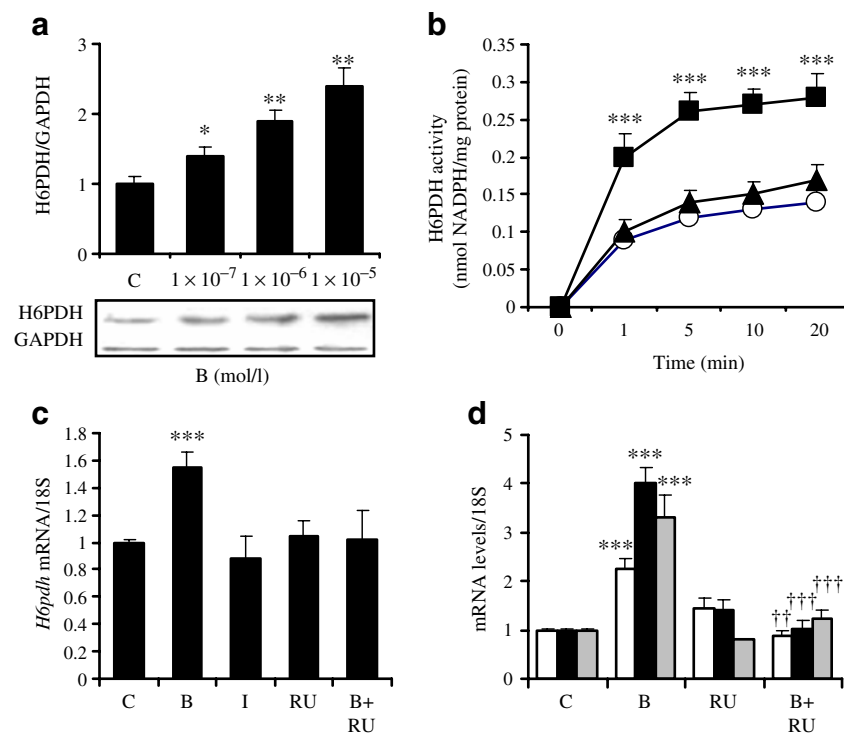 a
H6PDH/GAPDH
3
2
1
0
*
**
**
C 1 × 10⁻⁷ 1 × 10⁻⁶ 1 × 10⁻⁵
H6PDH
GAPDH
B (mol/l)
b
H6PDH activity
(nmol NADPH/mg protein)
0.35
0.3
0.25
0.2
0.15
0.1
0.05
0
***
***
***
***
0 1 5 10 20
Time (min)
c
H6pdh mRNA/18S
1.8
1.6
1.4
1.2
1
0.8
0.6
0.4
0.2
0
***
C B I RU B+
RU
d
mRNA levels/18S
5
4
3
2
1
0
***
***
***
††
†††
†††
C B RU B+
RU